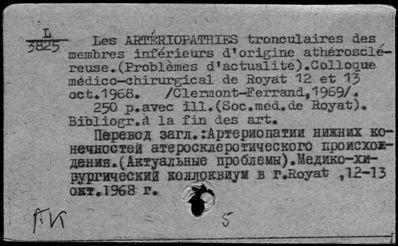 L
3825
Les ARTÉRIOPATHIES tronculaires des
membres inférieurs d'origine athérosclé-
reuse.(Problèmes d'actualité).Colloque
médico-chirurgical de Royat 12 et 13
oct.1968. /Clermont-Ferrand,1969/.
250 p.avec ill.(Soc.méd.de Royat).
Bibliogr.à la fin des art.
Перевод загл.:Артериопатии нижних ко-
нечностей атеросклеротического происхож-
дения.(Актуальные проблемы).Медико-хи-
рургический коллоквиум в г.Royat ,12-13
окт.1968 г.
5